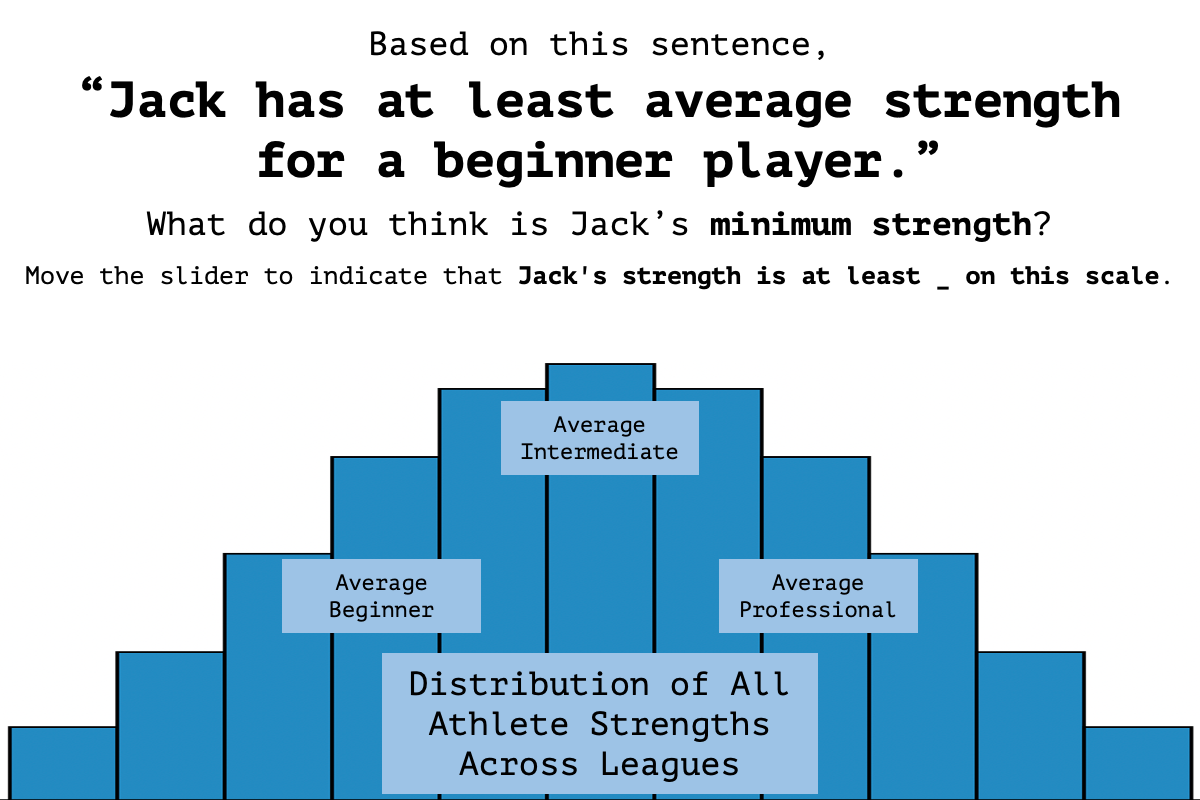 Based on this sentence,
“Jack has at least average strength
for a beginner player.”
What do you think is Jack’s minimum strength?
Move the slider to indicate that Jack's strength is at least _ on this scale.
Average
Intermediate
Average
Beginner
Average
Professional
Distribution of All
Athlete Strengths
Across Leagues